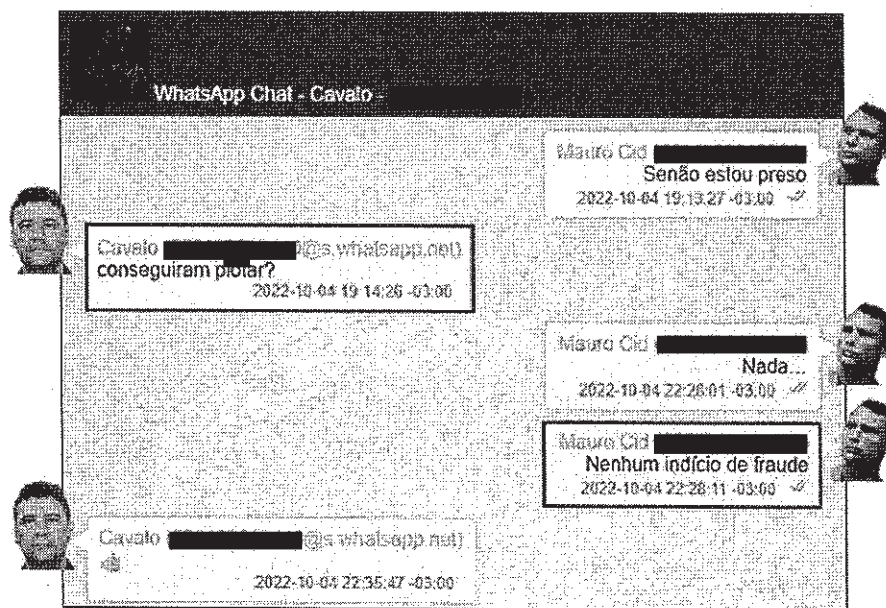 WhatsApp Chat - Cavalo -
Mauro Cid
Senão estou preso
2022-10-04 19:13:27 -03:00
Cavalo @s.whatsapp.net)
conseguiram plotar?
2022-10-04 19:14:26 -03:00
Mauro Cid
Nada...
2022-10-04 22:28:01 -03:00
Mauro Cid
Nenhum indício de fraude
2022-10-04 22:28:11 -03:00
Cavalo @s.whatsapp.net)
2022-10-04 22:35:47 -03:00